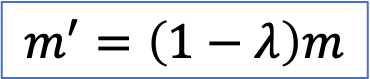 m′ = (1 − λ)m